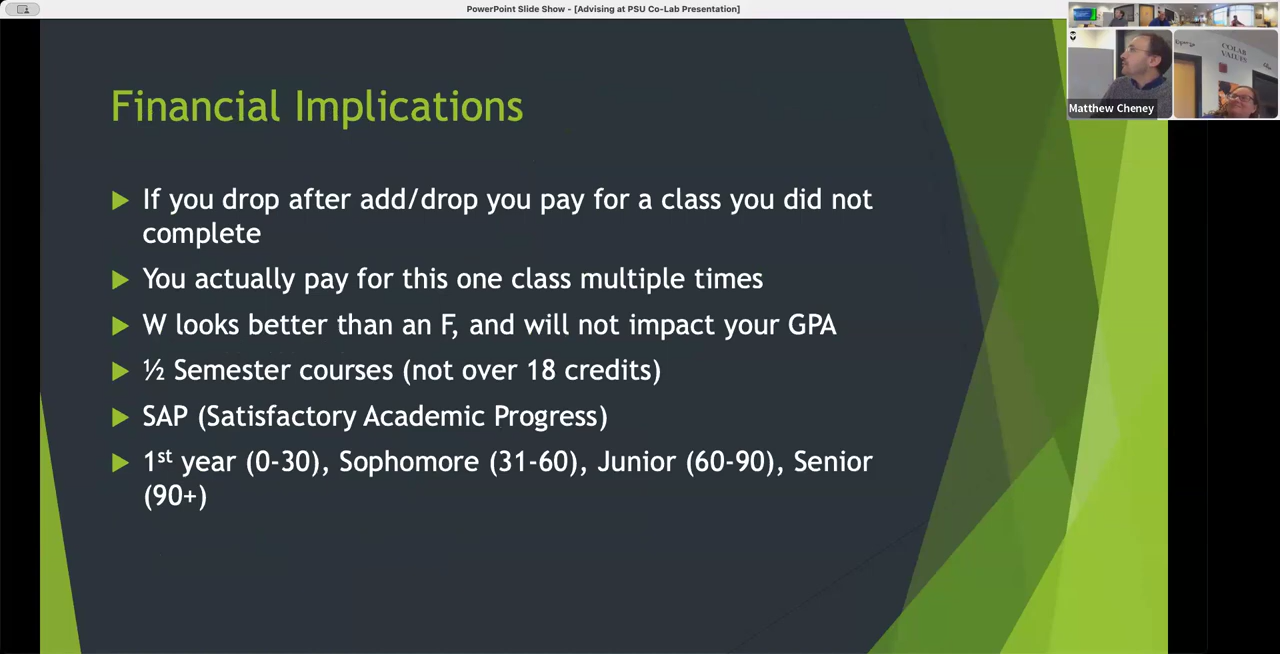 PowerPoint Slide Show - [Advising at PSU Co-Lab Presentation]
Financial Implications
If you drop after add/drop you pay for a class you did not
complete
You actually pay for this one class multiple times
W looks better than an F, and will not impact your GPA
½ Semester courses (not over 18 credits)
SAP (Satisfactory Academic Progress)
1st year (0-30), Sophomore (31-60), Junior (60-90), Senior
(90+)
Matthew Cheney
COLAB
VALUES